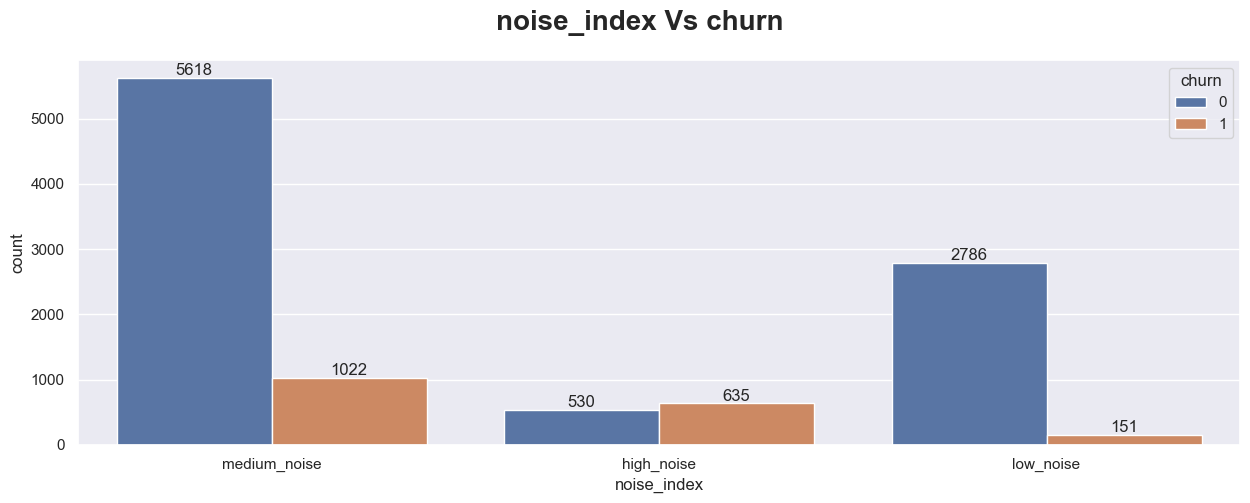 noise_index Vs churn
churn
0
1
5618
1022
530
635
2786
151
5000
4000
3000
2000
1000
0
count
medium_noise
high_noise
low_noise
noise_index